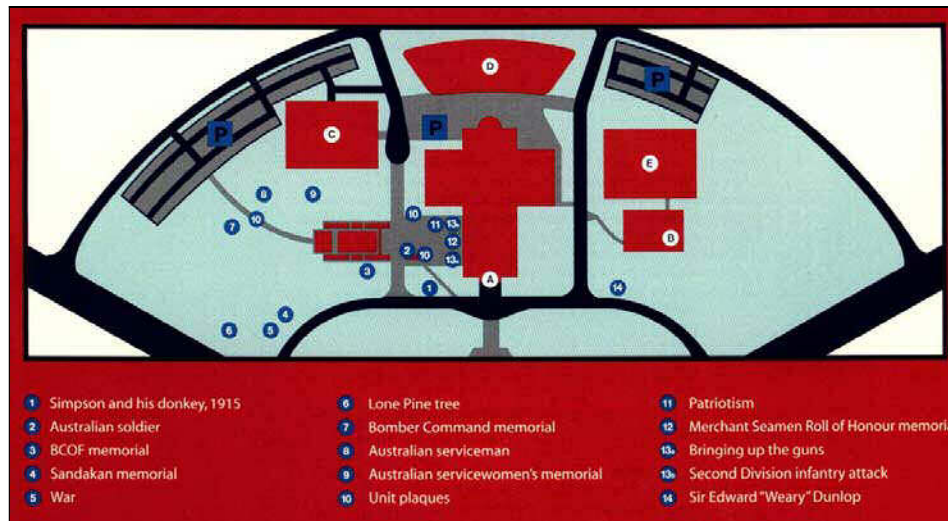 D
P
P
C
P
E
8
9
10
11
13b
7
10
B
12
2
10
13a
3
A
1
14
4
6
5
1 Simpson and his donkey, 1915
2 Australian soldier
3 BCOF memorial
4 Sandakan memorial
5 War
6 Lone Pine tree
7 Bomber Command memorial
8 Australian serviceman
9 Australian servicewomen's memorial
10 Unit plaques
11 Patriotism
12 Merchant Seamen Roll of Honour memoria
13a Bringing up the guns
13b Second Division infantry attack
14 Sir Edward "Weary" Dunlop